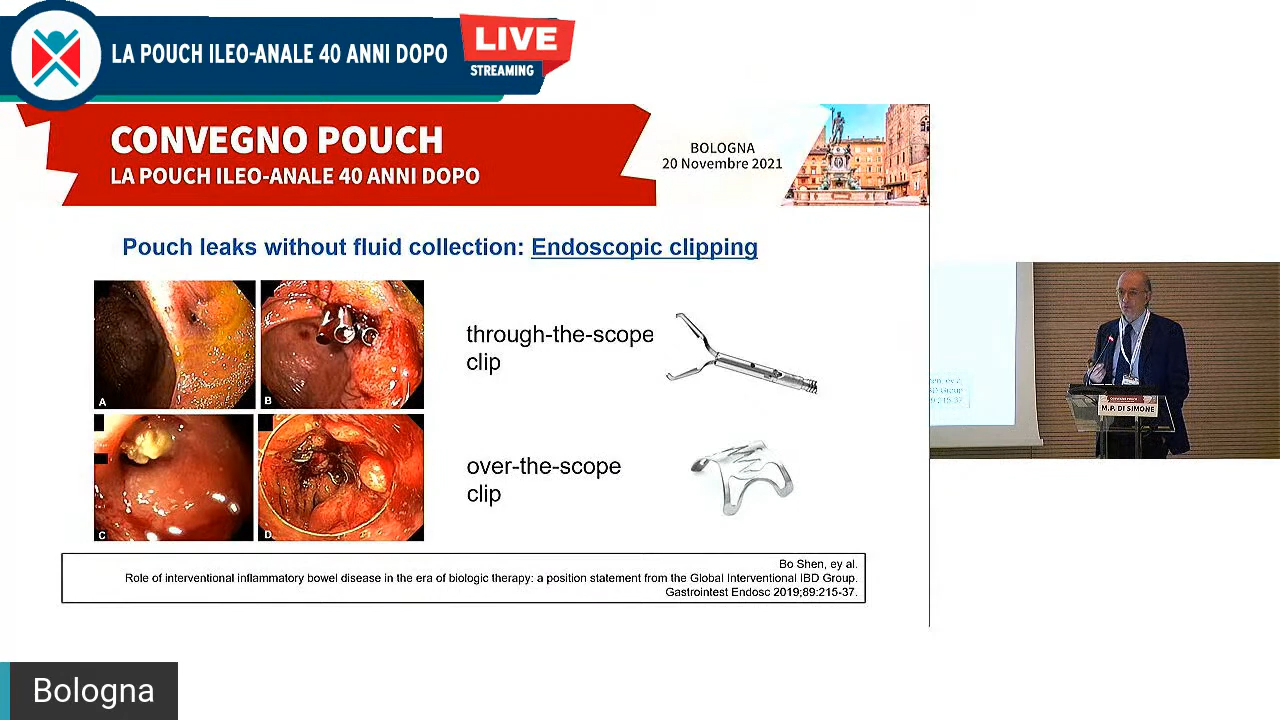 LA POUCH ILEO-ANALE 40 ANNI DOPO
LIVE
STREAMING
CONVEGNO POUCH
LA POUCH ILEO-ANALE 40 ANNI DOPO
BOLOGNA
20 Novembre 2021
Pouch leaks without fluid collection: Endoscopic clipping
A
B
through-the-scope
clip
C
D
over-the-scope
clip
Bo Shen, ey al.
Role of interventional inflammatory bowel disease in the era of biologic therapy: a position statement from the Global Interventional IBD Group.
Gastrointest Endosc 2019;89:215-37.
M.P. DI SIMONE
Bologna